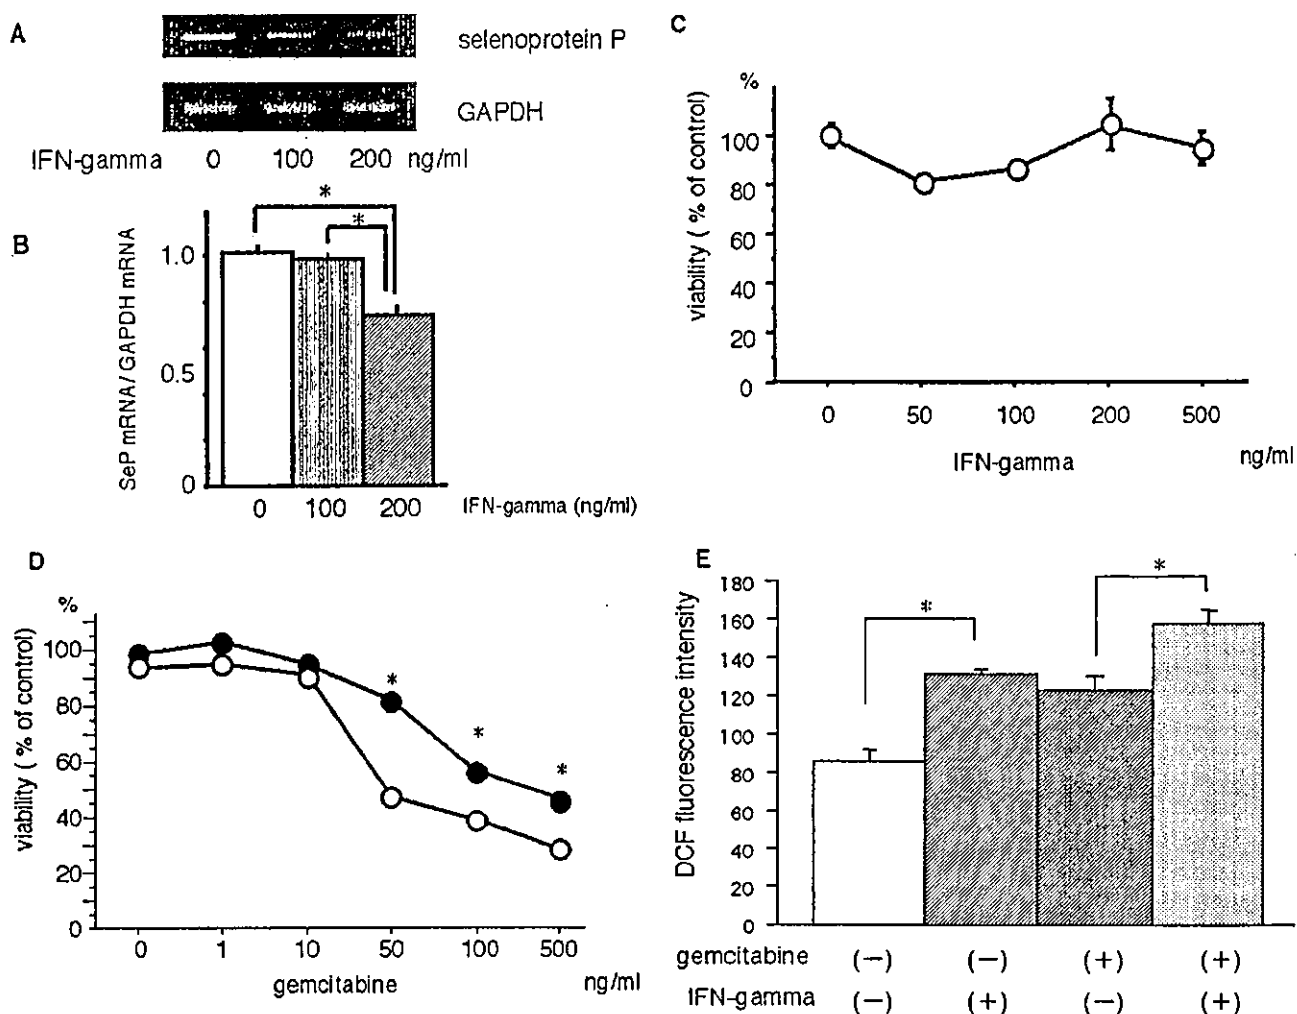 A
selenoprotein P
GAPDH
IFN-gamma 0 100 200 ng/ml
B
*
*
SeP mRNA/GAPDH mRNA
1.0
0.5
0
0 100 200 IFN-gamma (ng/ml)
C
%
viability ( % of control)
100
80
60
40
20
0
0 50 100 200 500
IFN-gamma ng/ml
D
%
viability ( % of control)
100
80
60
40
20
0
* * *
0 1 10 50 100 500
gemcitabine ng/ml
E
DCF fluorescence intensity
180
160
140
120
100
80
60
40
20
0
* *
gemcitabine (−) (−) (+) (+)
IFN-gamma (−) (+) (−) (+)